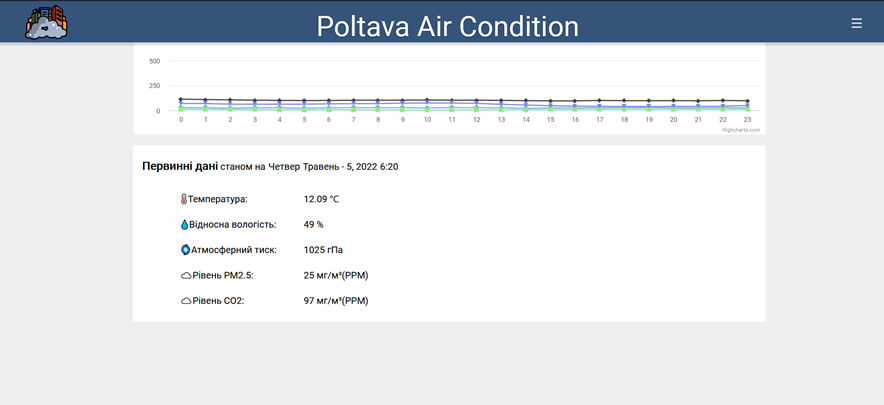 Poltava Air Condition
500
250
0
0 1 2 3 4 5 6 7 8 9 10 11 12 13 14 15 16 17 18 19 20 21 22 23
Highcharts.com
Первинні дані станом на Четвер Травень - 5, 2022 6:20
Температура: 12.09 °C
Відносна вологість: 49 %
Атмосферний тиск: 1025 гПа
Рівень PM2.5: 25 мг/м³(PPM)
Рівень CO2: 97 мг/м³(PPM)